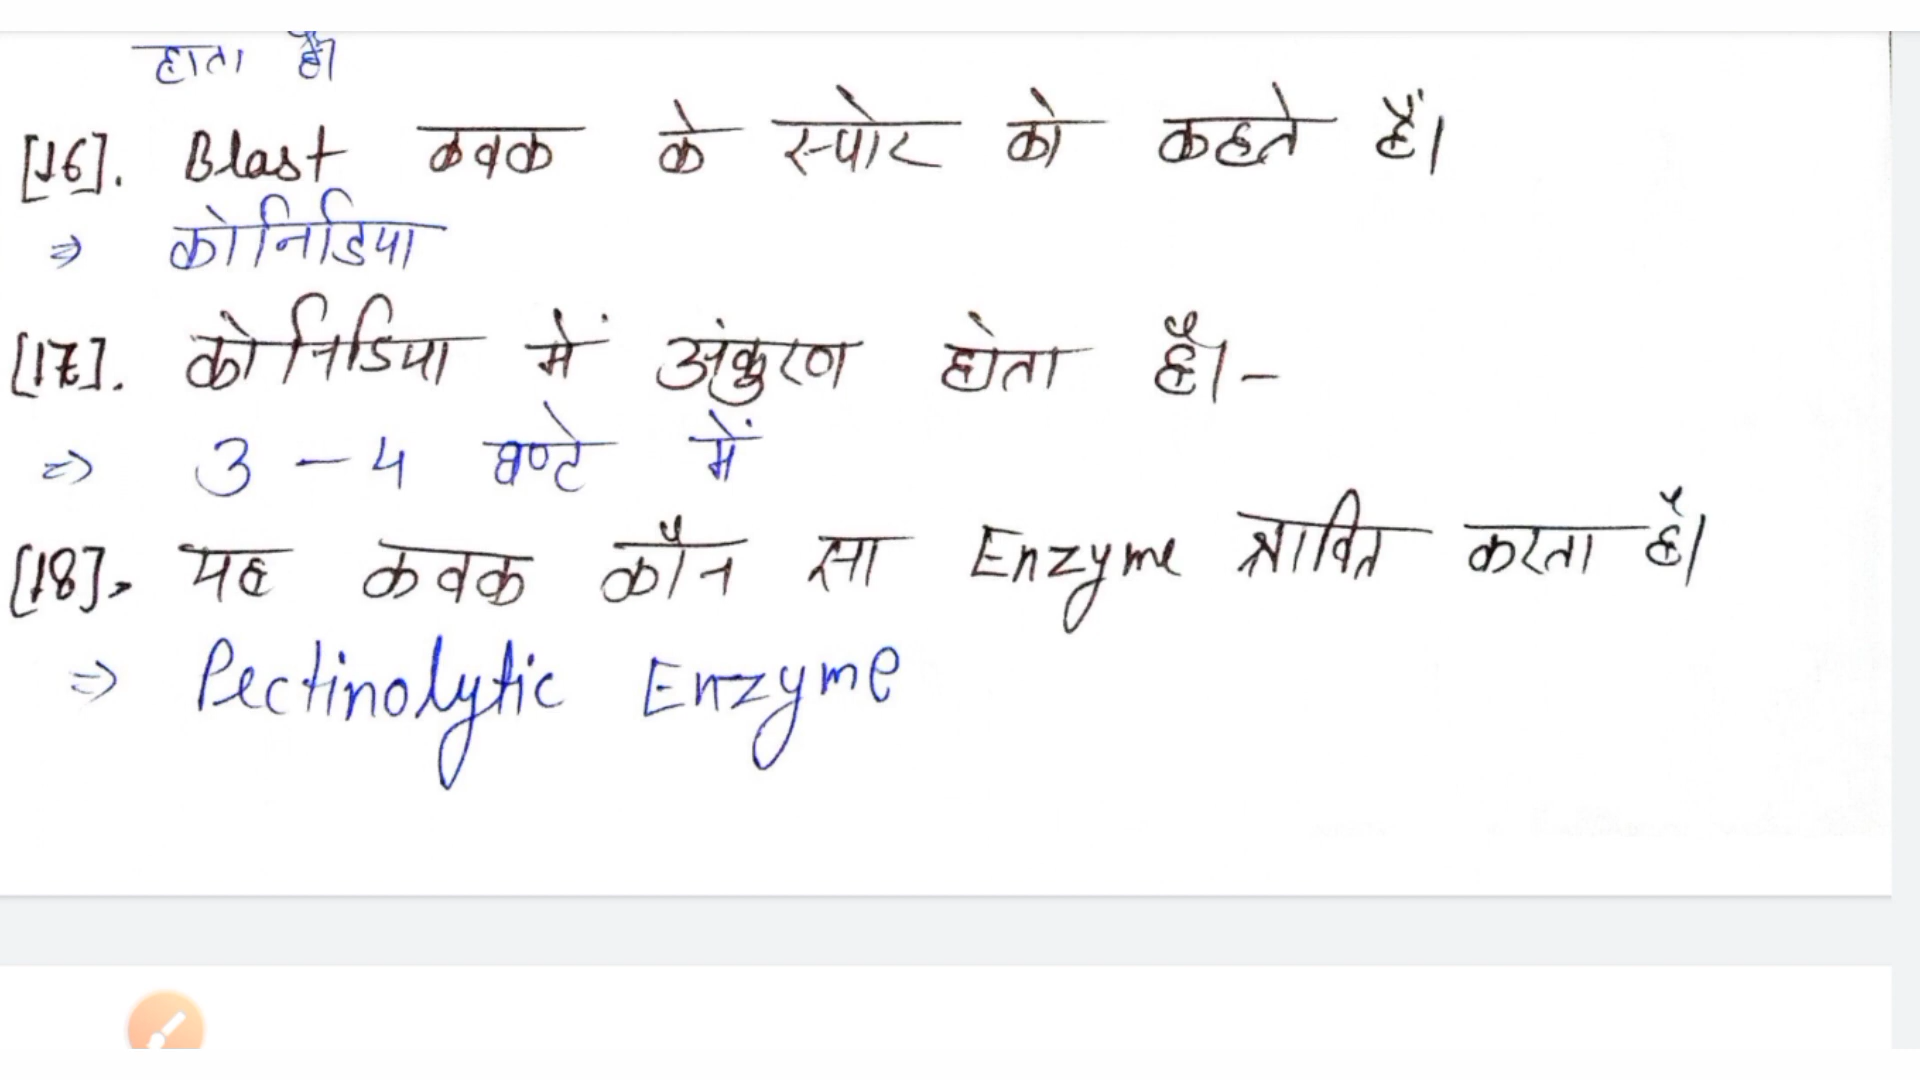 होता है।
[16]. Blast कवक के स्पोर को कहते हैं।
⇒ कोनिडिया
[17]. कोनिडिया में अंकुरण होता है। -
⇒ 3 - 4 घण्टे में
[18]. यह कवक कौन सा Enzyme स्रावित करता है।
⇒ Pectinolytic Enzyme